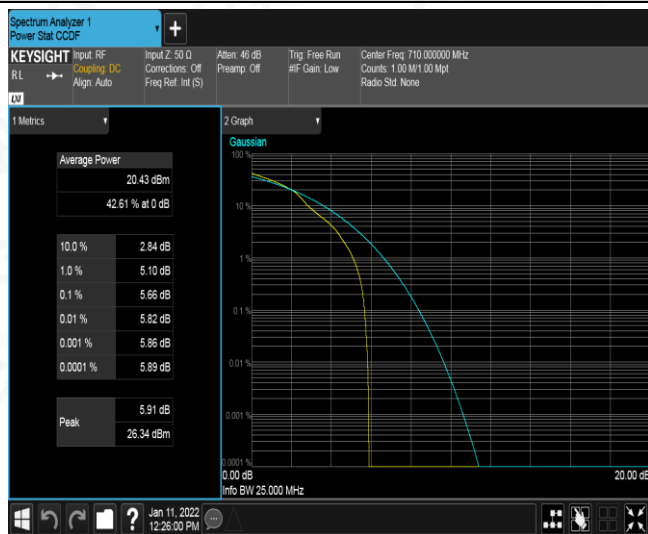 Spectrum Analyzer 1
Power Stat CCDF
+
KEYSIGHT
RL
LXI
Input: RF
Coupling: DC
Align: Auto
Input Z: 50 Ω
Corrections: Off
Freq Ref: Int (S)
Atten: 46 dB
Preamp: Off
Trig: Free Run
#IF Gain: Low
Center Freq: 710.000000 MHz
Counts: 1.00 M/1.00 Mpt
Radio Std: None
1 Metrics
Average Power
20.43 dBm
42.61 % at 0 dB
10.0 % 2.84 dB
1.0 % 5.10 dB
0.1 % 5.66 dB
0.01 % 5.82 dB
0.001 % 5.86 dB
0.0001 % 5.89 dB
Peak
5.91 dB
26.34 dBm
2 Graph
Gaussian
100 %
10 %
1 %
0.1 %
0.01 %
0.001 %
0.0001 %
0.00 dB
20.00 dB
Info BW 25.000 MHz
?
Jan 11, 2022
12:26:00 PM